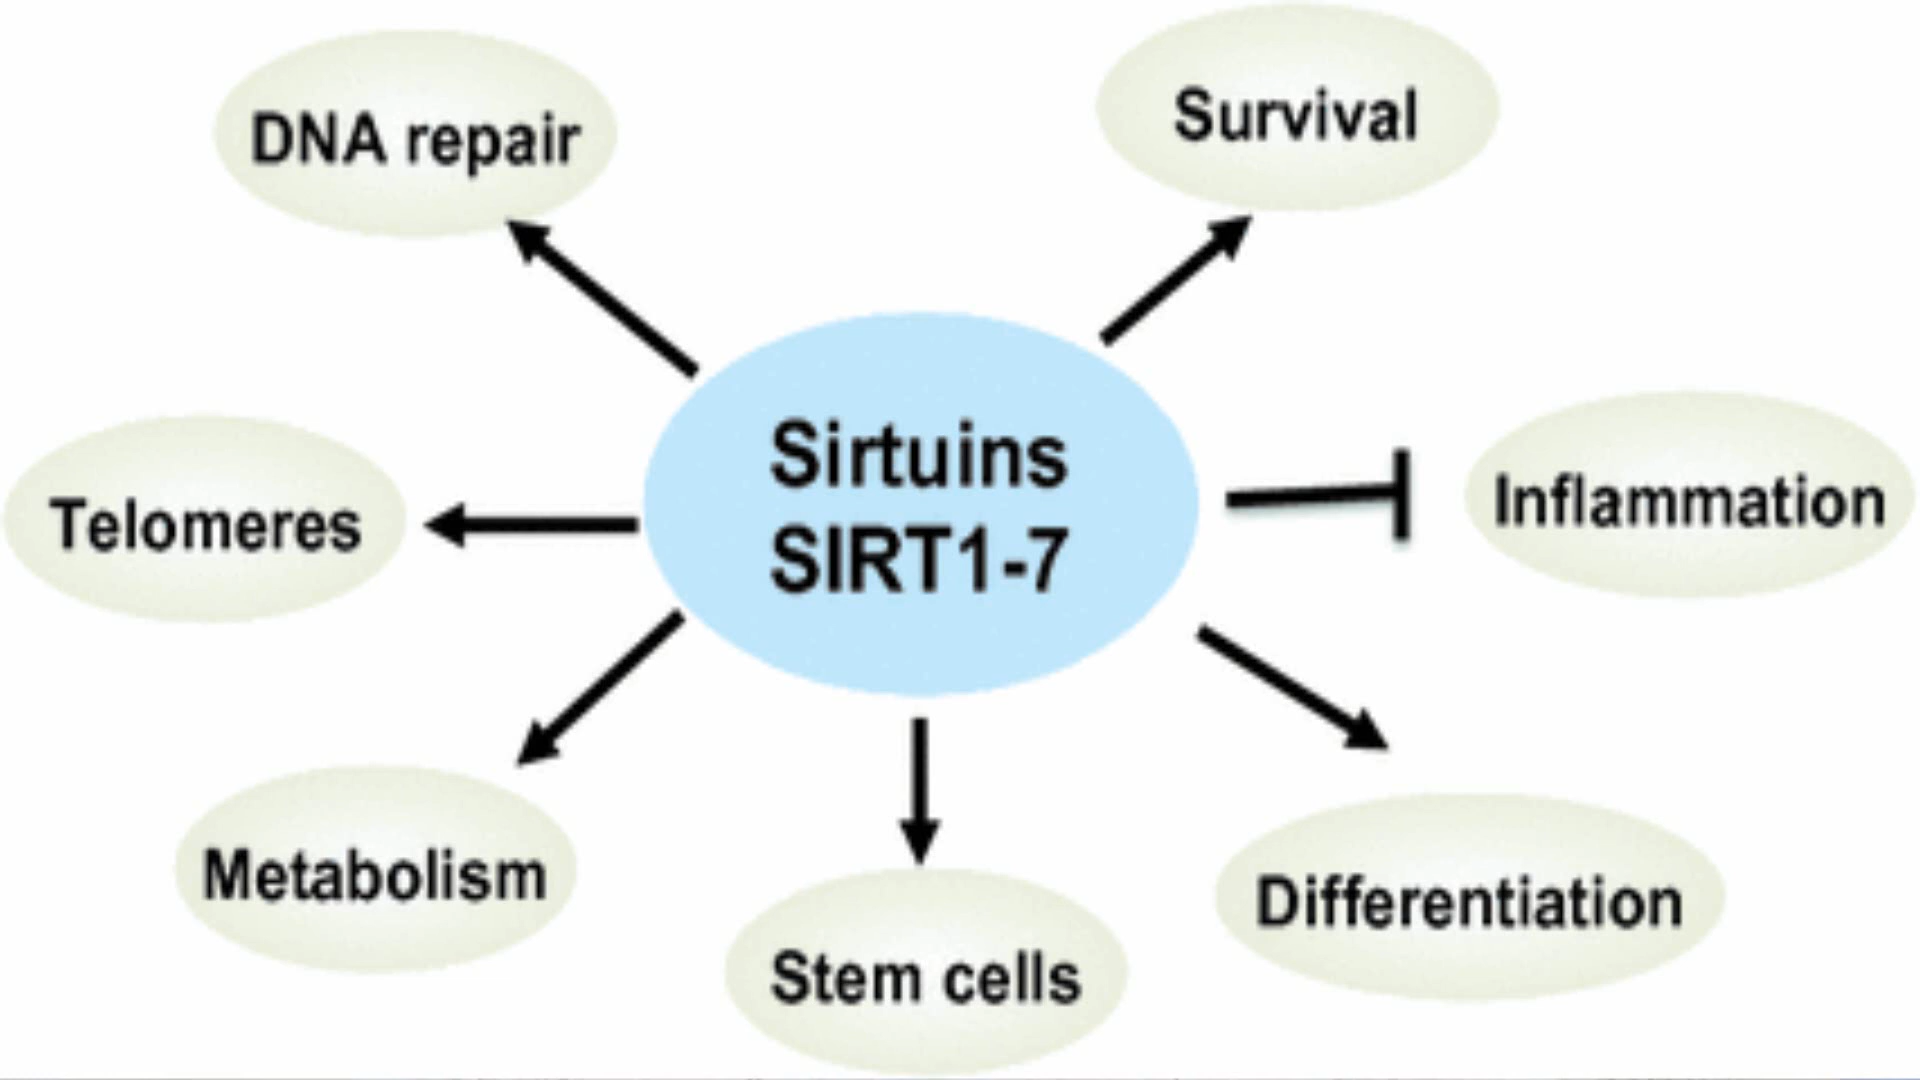 DNA repair
Survival
Sirtuins
SIRT1-7
Telomeres
Inflammation
Metabolism
Stem cells
Differentiation